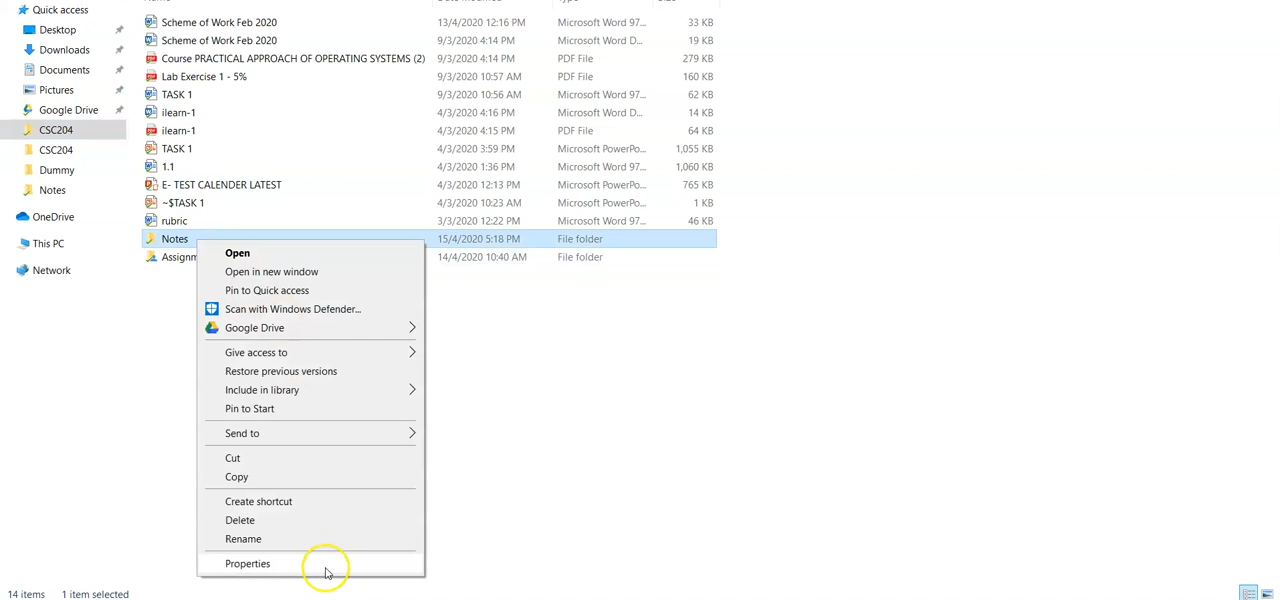 Quick access
Desktop
Downloads
Documents
Pictures
Google Drive
CSC204
CSC204
Dummy
Notes
OneDrive
This PC
Network
Scheme of Work Feb 2020 13/4/2020 12:16 PM Microsoft Word 97... 33 KB
Scheme of Work Feb 2020 9/3/2020 4:14 PM Microsoft Word D... 19 KB
Course PRACTICAL APPROACH OF OPERATING SYSTEMS (2) 9/3/2020 4:14 PM PDF File 279 KB
Lab Exercise 1 - 5% 9/3/2020 10:57 AM PDF File 160 KB
TASK 1 9/3/2020 10:56 AM Microsoft Word 97... 62 KB
ilearn-1 4/3/2020 4:16 PM Microsoft Word D... 14 KB
ilearn-1 4/3/2020 4:15 PM PDF File 64 KB
TASK 1 4/3/2020 3:59 PM Microsoft PowerPo... 1,055 KB
1.1 4/3/2020 1:36 PM Microsoft Word 97... 1,060 KB
E- TEST CALENDER LATEST 4/3/2020 12:13 PM Microsoft PowerPo... 765 KB
~$TASK 1 4/3/2020 10:23 AM Microsoft PowerPo... 1 KB
rubric 3/3/2020 12:22 PM Microsoft Word 97... 46 KB
Notes 15/4/2020 5:18 PM File folder
Assignm 14/4/2020 10:40 AM File folder
Open
Open in new window
Pin to Quick access
Scan with Windows Defender...
Google Drive
Give access to
Restore previous versions
Include in library
Pin to Start
Send to
Cut
Copy
Create shortcut
Delete
Rename
Properties
14 items 1 item selected